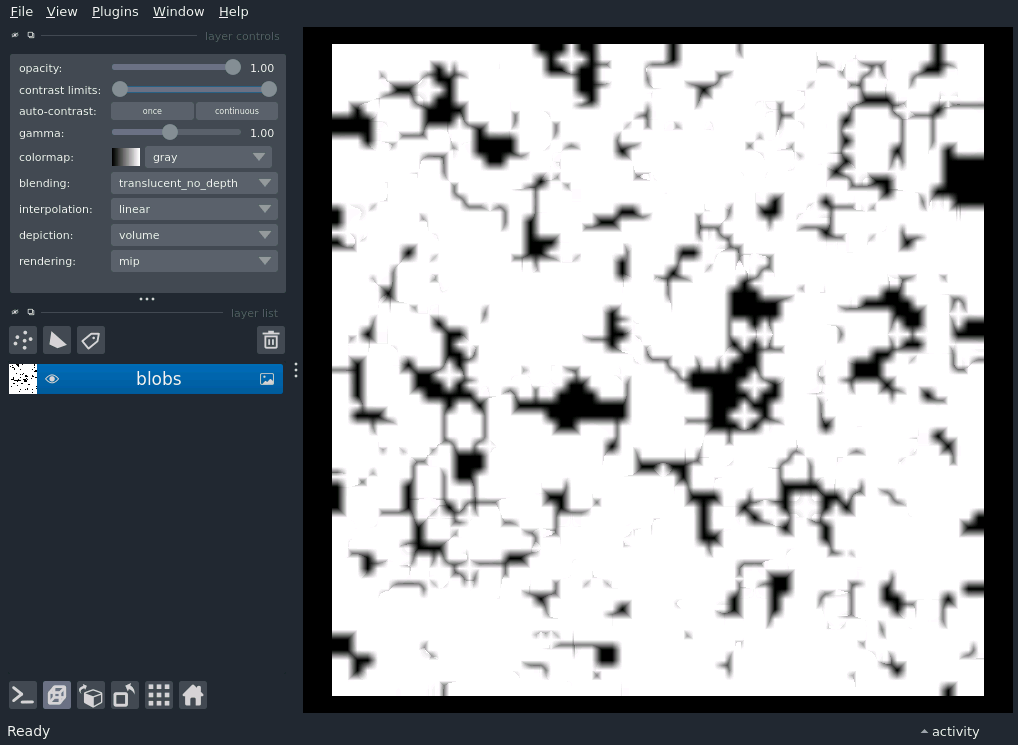 File View Plugins Window Help
layer controls
opacity: 1.00
contrast limits:
auto-contrast: once continuous
gamma: 1.00
colormap: gray
blending: translucent_no_depth
interpolation: linear
depiction: volume
rendering: mip
layer list
blobs
Ready activity